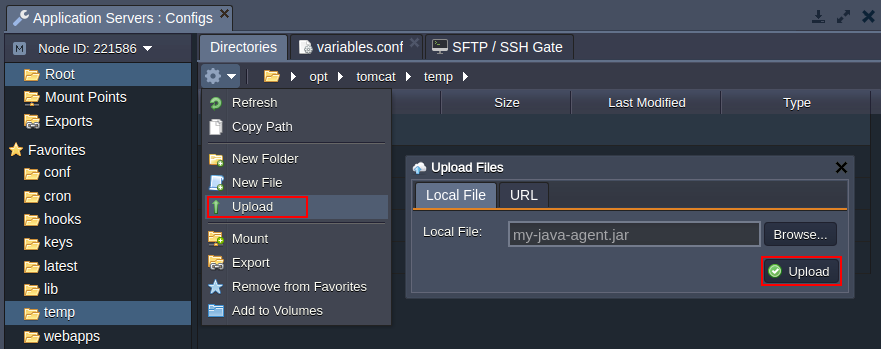 Application Servers : Configs
M Node ID: 221586
Root
Mount Points
Exports
Favorites
conf
cron
hooks
keys
latest
lib
temp
webapps
Directories variables.conf SFTP / SSH Gate
opt tomcat temp
Size Last Modified Type
Refresh
Copy Path
New Folder
New File
Upload
Mount
Export
Remove from Favorites
Add to Volumes
Upload Files
Local File URL
Local File: my-java-agent.jar Browse...
Upload